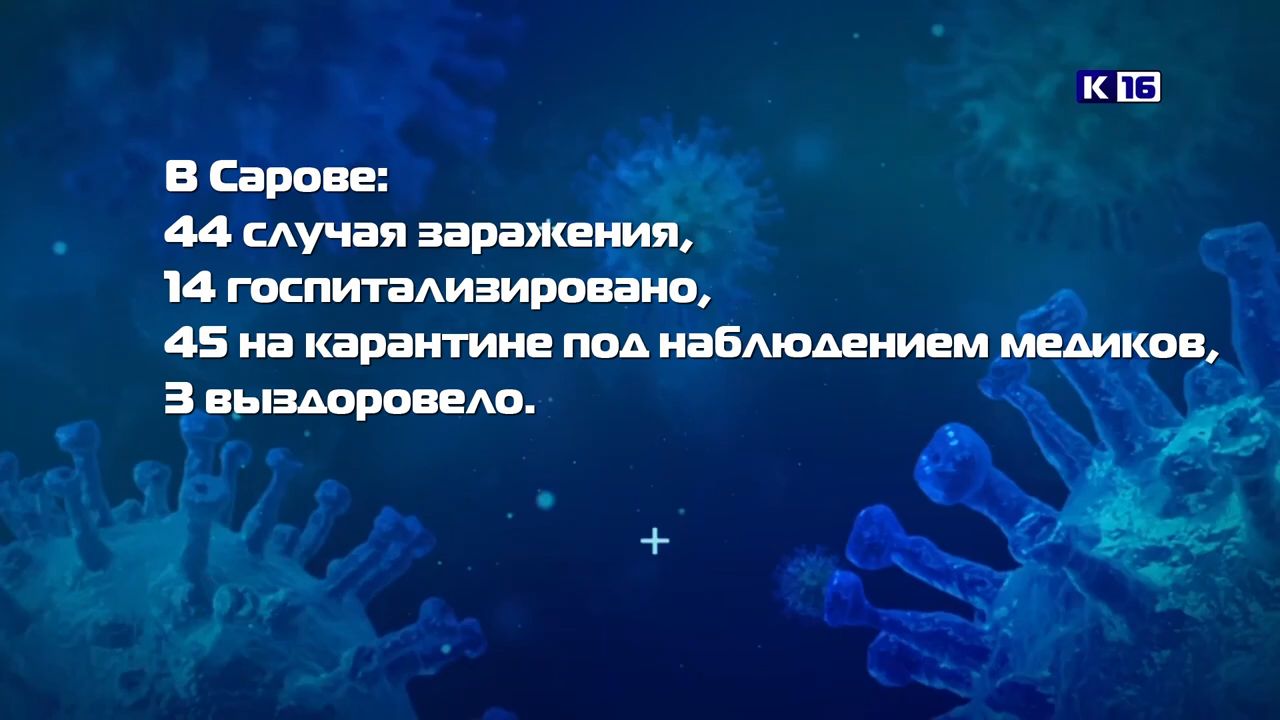 К 16
В Сарове:
44 случая заражения,
14 госпитализировано,
45 на карантине под наблюдением медиков,
3 выздоровело.